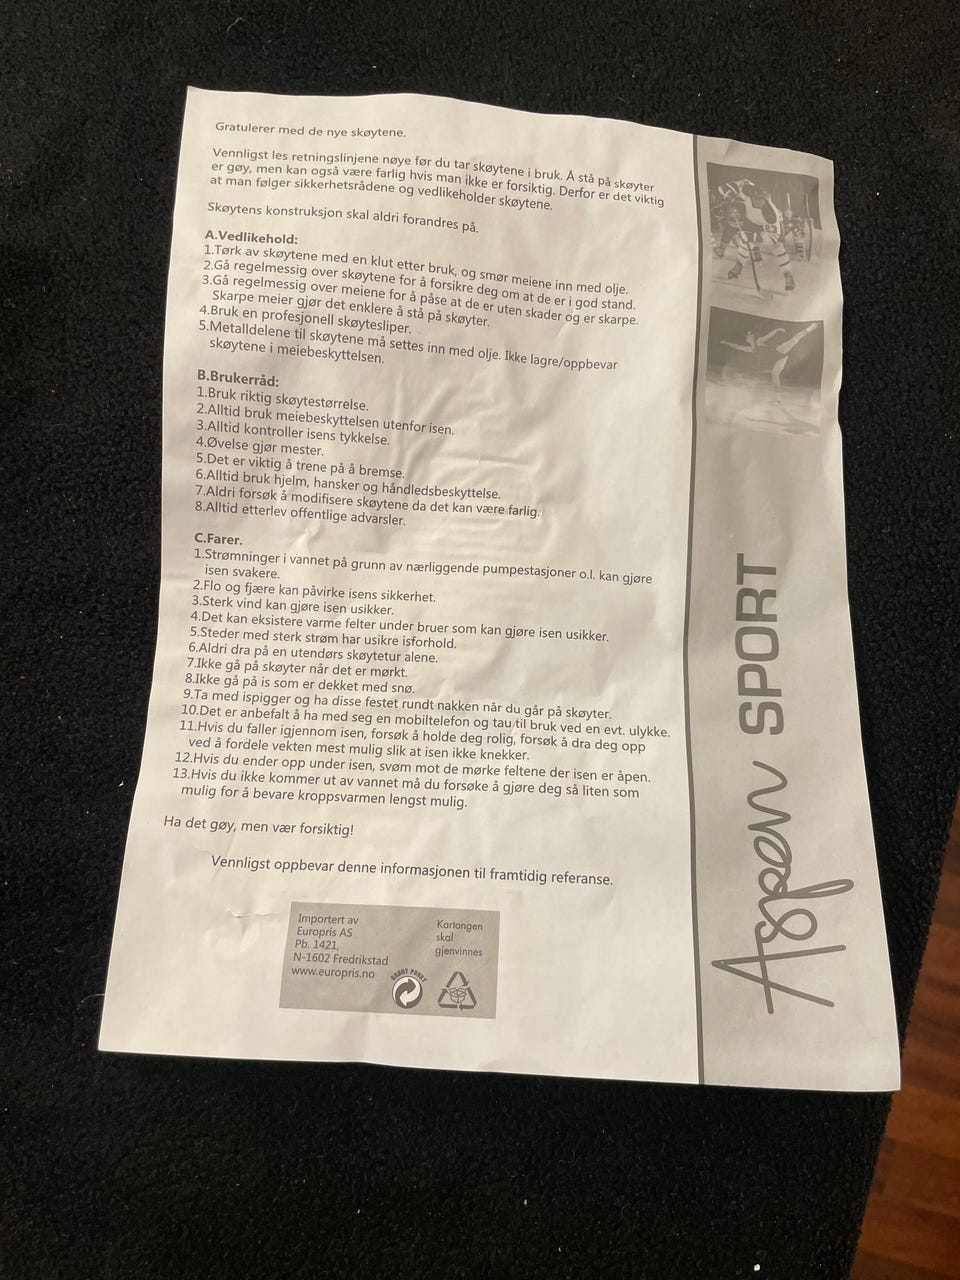 Gratulerer med de nye skøytene.
Vennligst les retningslinjene nøye før du tar skøytene i bruk. Å stå på skøyter
er gøy, men kan også være farlig hvis man ikke er forsiktig. Derfor er det viktig
at man følger sikkerhetsrådene og vedlikeholder skøytene.
Skøytens konstruksjon skal aldri forandres på.
A.Vedlikehold:
1.Tørk av skøytene med en klut etter bruk, og smør meiene inn med olje.
2.Gå regelmessig over skøytene for å forsikre deg om at de er i god stand.
3.Gå regelmessig over meiene for å påse at de er uten skader og er skarpe.
Skarpe meier gjør det enklere å stå på skøyter.
4.Bruk en profesjonell skøytesliper.
5.Metalldelene til skøytene må settes inn med olje. Ikke lagre/oppbevar
skøytene i meiebeskyttelsen.
B.Brukerråd:
1.Bruk riktig skøytestørrelse.
2.Alltid bruk meiebeskyttelsen utenfor isen.
3.Alltid kontroller isens tykkelse.
4.Øvelse gjør mester.
5.Det er viktig å trene på å bremse.
6.Alltid bruk hjelm, hansker og håndledsbeskyttelse.
7.Aldri forsøk å modifisere skøytene da det kan være farlig.
8.Alltid etterlev offentlige advarsler.
C.Farer.
1.Strømninger i vannet på grunn av nærliggende pumpestasjoner o.l. kan gjøre
isen svakere.
2.Flo og fjære kan påvirke isens sikkerhet.
3.Sterk vind kan gjøre isen usikker.
4.Det kan eksistere varme felter under bruer som kan gjøre isen usikker.
5.Steder med sterk strøm har usikre isforhold.
6.Aldri dra på en utendørs skøytetur alene.
7.Ikke gå på skøyter når det er mørkt.
8.Ikke gå på is som er dekket med snø.
9.Ta med ispigger og ha disse festet rundt nakken når du går på skøyter.
10.Det er anbefalt å ha med seg en mobiltelefon og tau til bruk ved en evt. ulykke.
11.Hvis du faller igjennom isen, forsøk å holde deg rolig, forsøk å dra deg opp
ved å fordele vekten mest mulig slik at isen ikke knekker.
12.Hvis du ender opp under isen, svøm mot de mørke feltene der isen er åpen.
13.Hvis du ikke kommer ut av vannet må du forsøke å gjøre deg så liten som
mulig for å bevare kroppsvarmen lengst mulig.
Ha det gøy, men vær forsiktig!
Vennligst oppbevar denne informasjonen til framtidig referanse.
Importert av
Europris AS
Pb. 1421,
N-1602 Fredrikstad
www.europris.no
GRØNT PUNKT
Kartongen
skal
gjenvinnes
Aspen SPORT
23